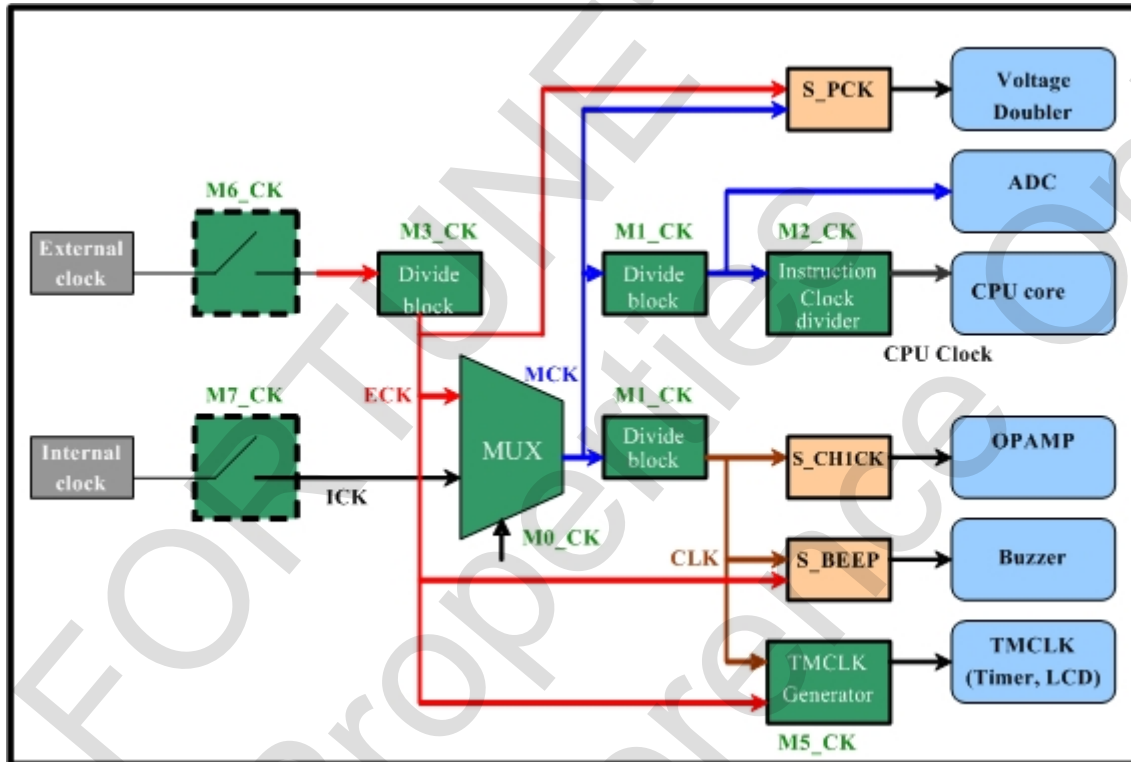 S_PCK
Voltage
Doubler
ADC
M6_CK
M3_CK
M1_CK
M2_CK
External
clock
Divide
block
Divide
block
Instruction
Clock
divider
CPU core
CPU Clock
MCK
ECK
M7_CK
M1_CK
Internal
clock
MUX
Divide
block
S_CH1CK
OPAMP
ICK
M0_CK
CLK
S_BEEP
Buzzer
TMCLK
Generator
TMCLK
(Timer, LCD)
M5_CK
FORTUNE
Properties